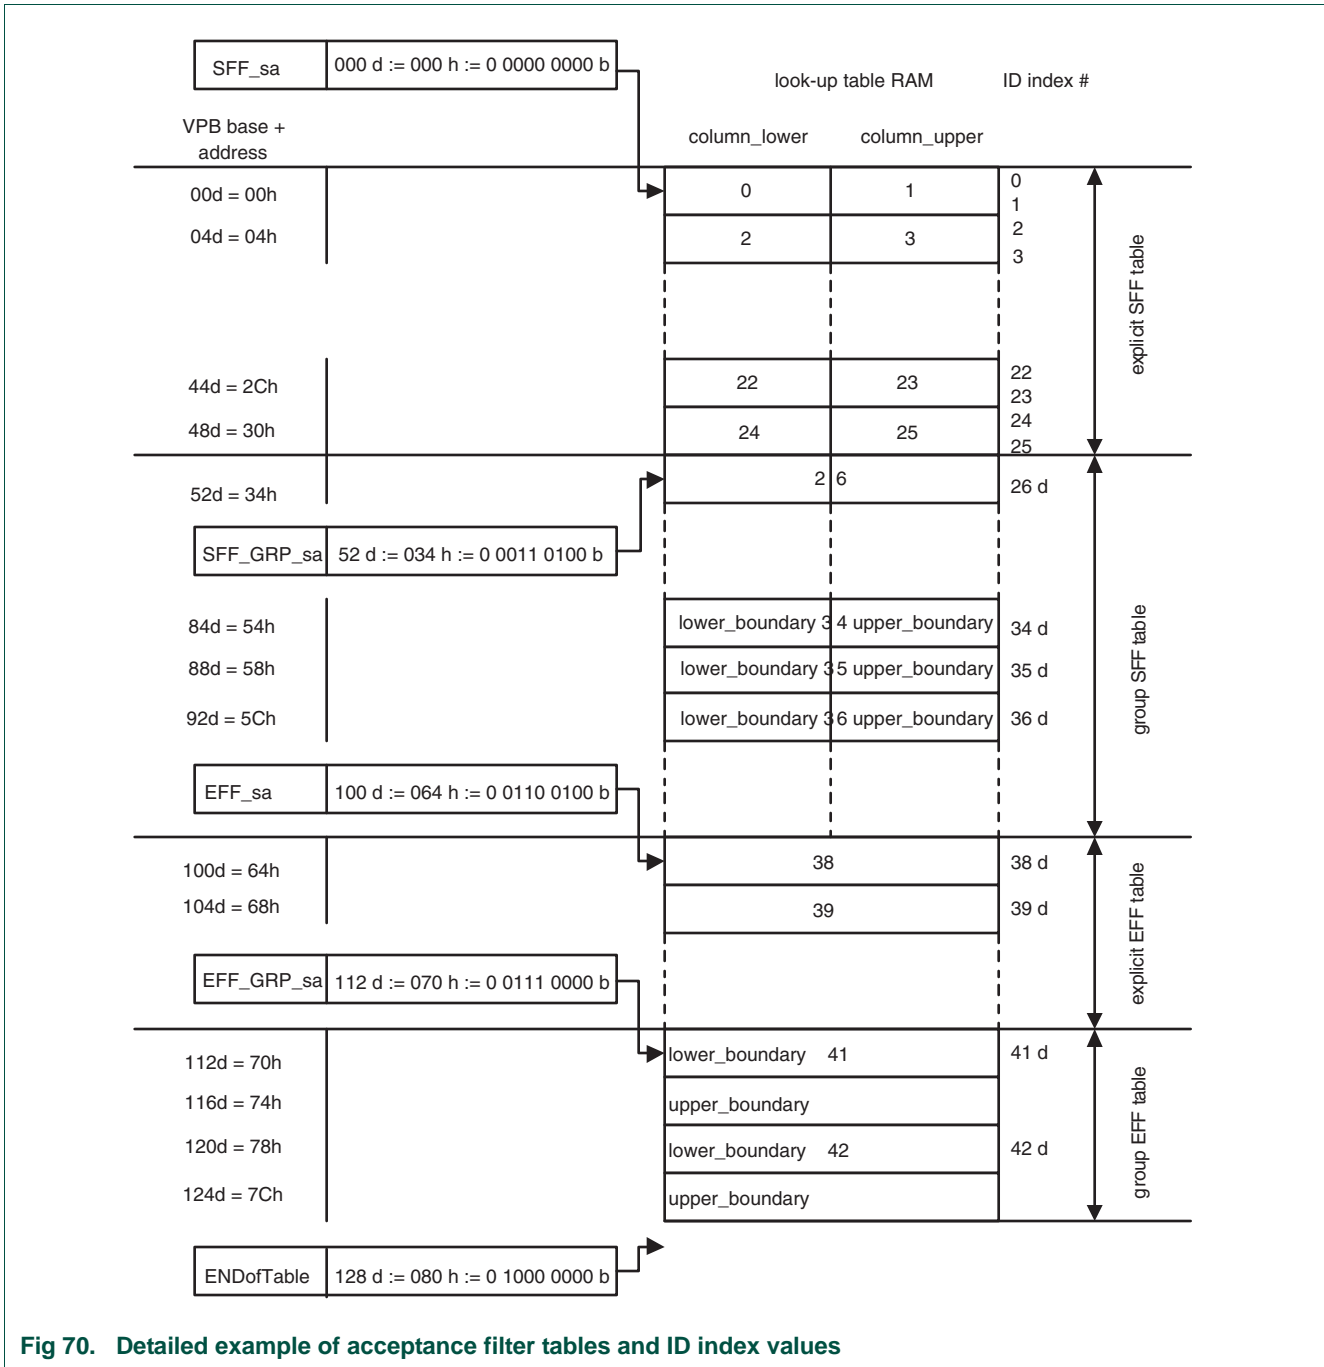 SFF_sa 000 d := 000 h := 0 0000 0000 b
look-up table RAM ID index #
VPB base +
address
column_lower column_upper
00d = 00h 0 1 0
1
04d = 04h 2 3 2
3
explicit SFF table
44d = 2Ch 22 23 22
23
48d = 30h 24 25 24
25
52d = 34h 2 6 26 d
SFF_GRP_sa 52 d := 034 h := 0 0011 0100 b
84d = 54h lower_boundary 3 4 upper_boundary 34 d
88d = 58h lower_boundary 3 5 upper_boundary 35 d
92d = 5Ch lower_boundary 3 6 upper_boundary 36 d
group SFF table
EFF_sa 100 d := 064 h := 0 0110 0100 b
100d = 64h 38 38 d
104d = 68h 39 39 d
explicit EFF table
EFF_GRP_sa 112 d := 070 h := 0 0111 0000 b
112d = 70h lower_boundary 41 41 d
116d = 74h upper_boundary
120d = 78h lower_boundary 42 42 d
124d = 7Ch upper_boundary
group EFF table
ENDofTable 128 d := 080 h := 0 1000 0000 b
Fig 70. Detailed example of acceptance filter tables and ID index values